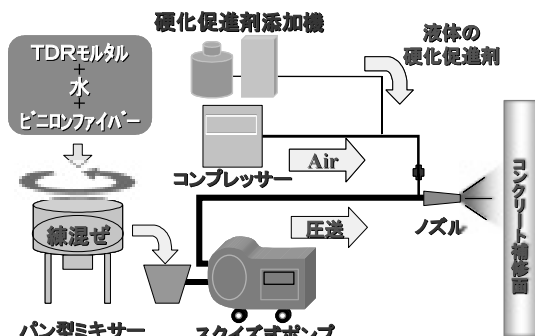 硬化促進剤添加機
液体の
硬化促進剤
TDRモルタル
+
水
+
ビニロンファイバー
コンプレッサー
Air
練混ぜ
圧送
ノズル
コンクリート補修面
パン型ミキサー
スクイズ式ポンプ